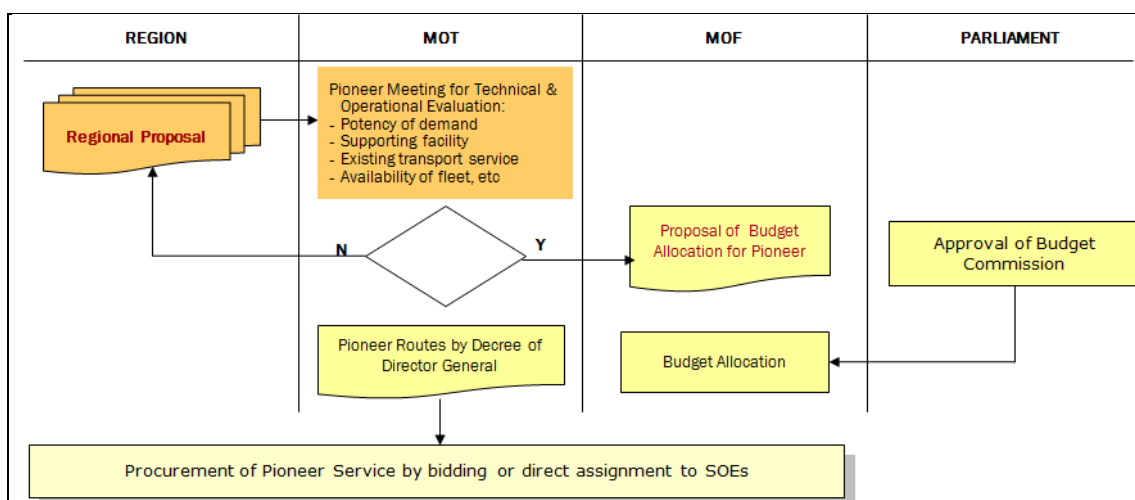 REGION
MOT
MOF
PARLIAMENT
Regional Proposal
Pioneer Meeting for Technical &
Operational Evaluation:
- Potency of demand
- Supporting facility
- Existing transport service
- Availability of fleet, etc
N
Y
Proposal of Budget
Allocation for Pioneer
Approval of Budget
Commission
Pioneer Routes by Decree of
Director General
Budget Allocation
Procurement of Pioneer Service by bidding or direct assignment to SOEs